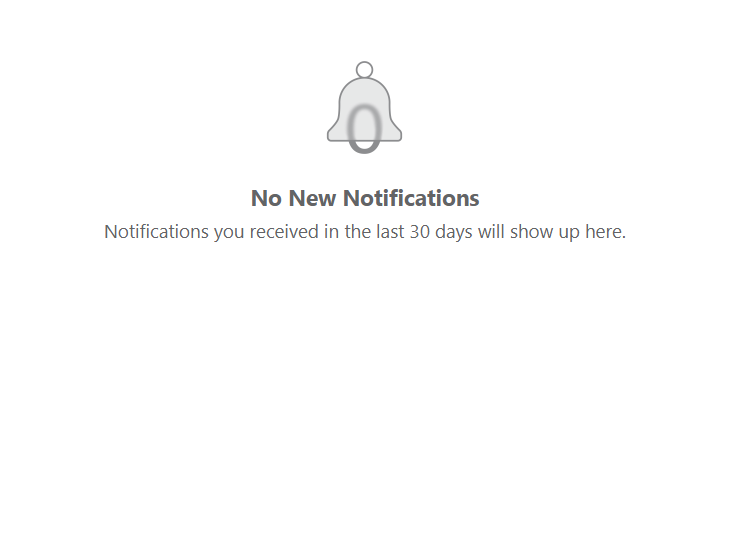 0
No New Notifications
Notifications you received in the last 30 days will show up here.